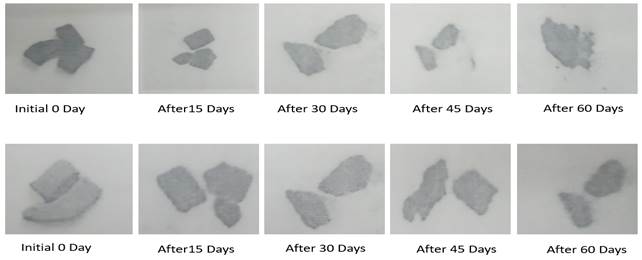 Initial 0 Day
After15 Days
After 30 Days
After 45 Days
After 60 Days
Initial 0 Day
After15 Days
After 30 Days
After 45 Days
After 60 Days